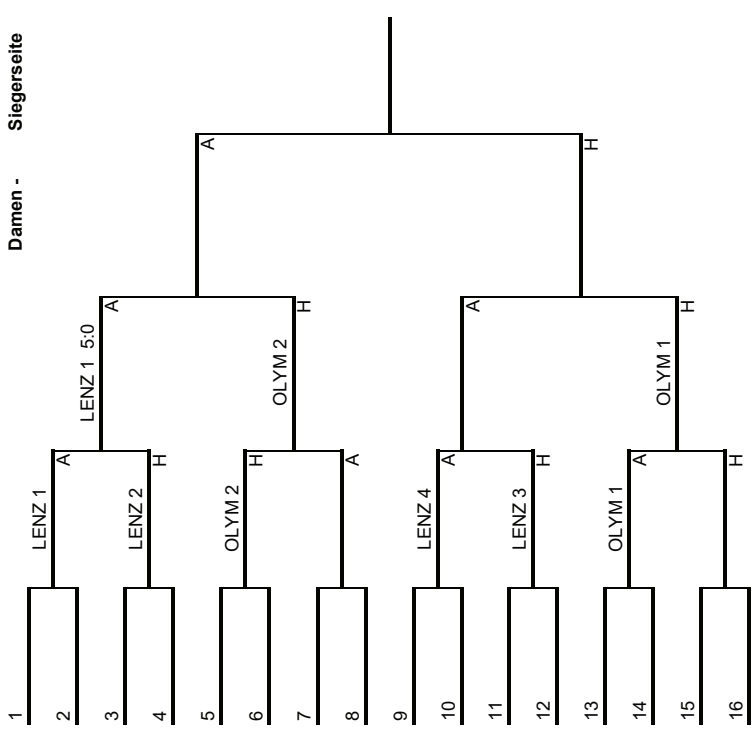 Damen - Siegerseite
1
2
3
4
5
6
7
8
9
10
11
12
13
14
15
16
LENZ 1
LENZ 2
OLYM 2
LENZ 4
LENZ 3
OLYM 1
A
H
H
A
A
H
A
H
LENZ 1 5:0
OLYM 2
OLYM 1
A
H
A
H
A
H